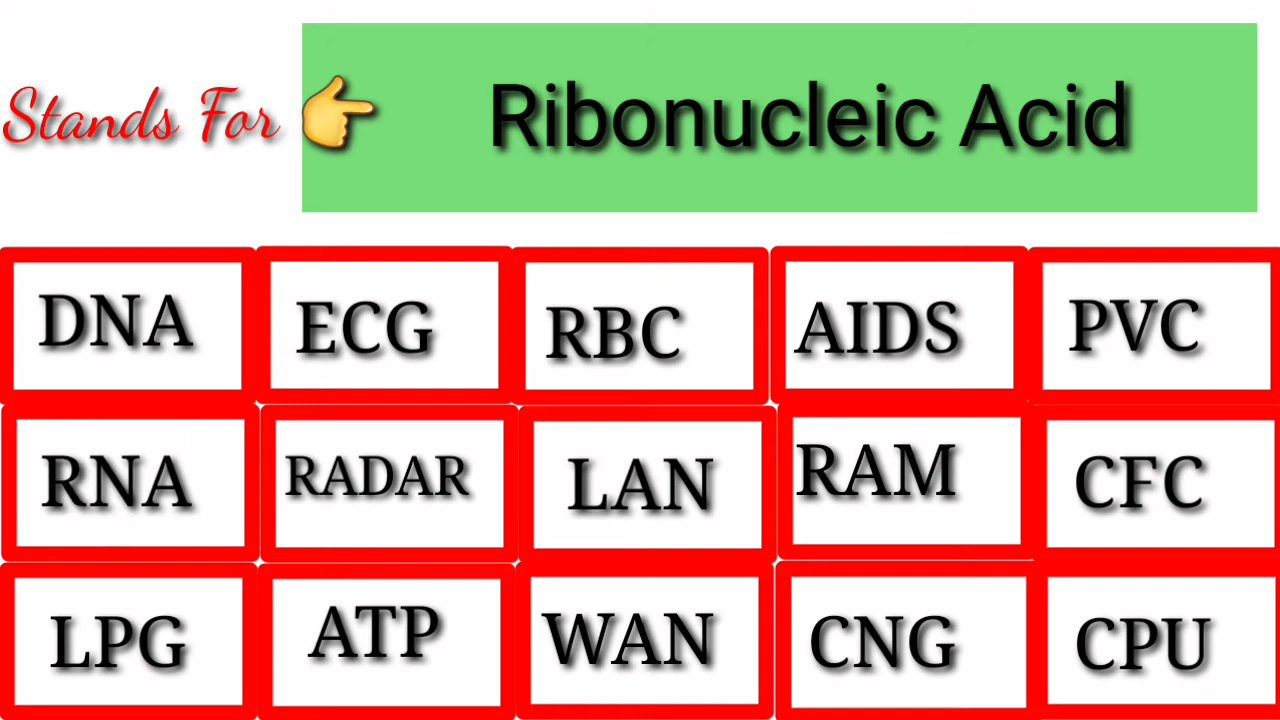 Stands For 👉 Ribonucleic Acid
DNA ECG RBC AIDS PVC
RNA RADAR LAN RAM CFC
LPG ATP WAN CNG CPU